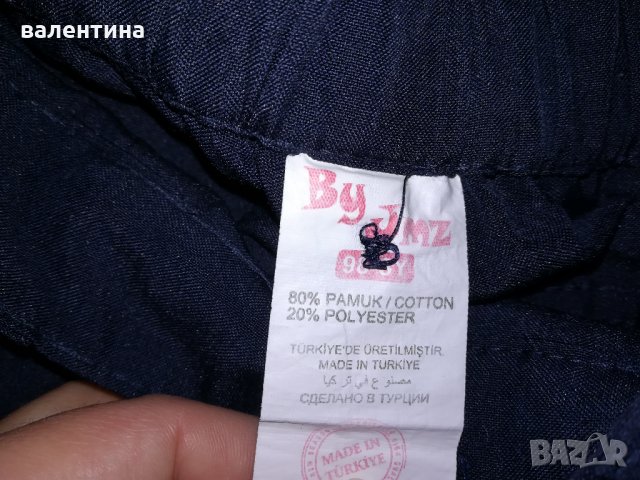 валентина
By JMZ
80% PAMUK / COTTON
20% POLYESTER
TÜRKİYE'DE ÜRETİLMİŞTİR
MADE IN TURKIYE
مصنوع في تركيا
СДЕЛАНО В ТУРЦИИ
MADE IN
TÜRKİYE
BAZAR